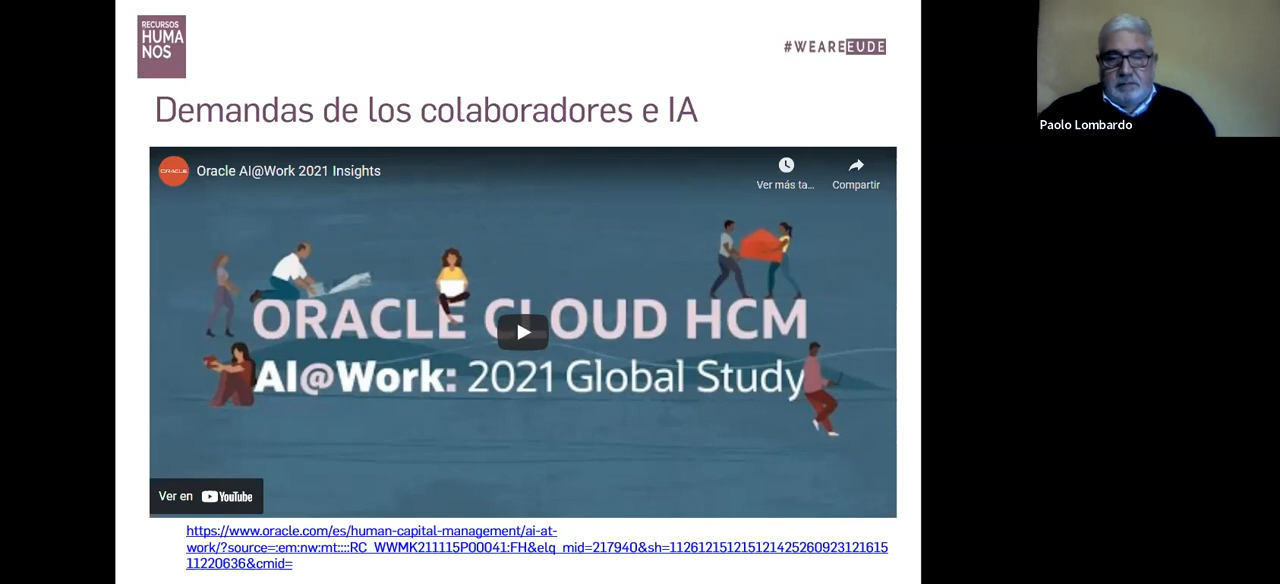 RECURSOS
HUMA
NOS
#WEAREEUDE
Demandas de los colaboradores e IA
ORACLE
Oracle AI@Work 2021 Insights
Ver más ta...
Compartir
ORACLE CLOUD HCM
AI@Work: 2021 Global Study
Ver en YouTube
https://www.oracle.com/es/human-capital-management/ai-at-
work/?source=:em:nw:mt::::RC_WWMK211115P00041:FH&elq_mid=217940&sh=112612151215121425260923121615
11220636&cmid=
Paolo Lombardo